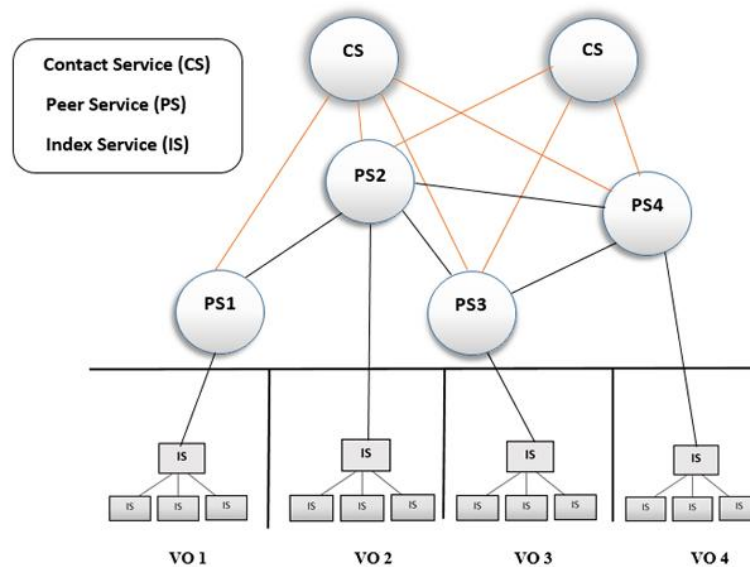 Contact Service (CS)
Peer Service (PS)
Index Service (IS)
CS
CS
PS2
PS4
PS1
PS3
IS
IS
IS
IS
IS IS IS
IS IS IS
IS IS IS
IS IS IS
VO 1
VO 2
VO 3
VO 4